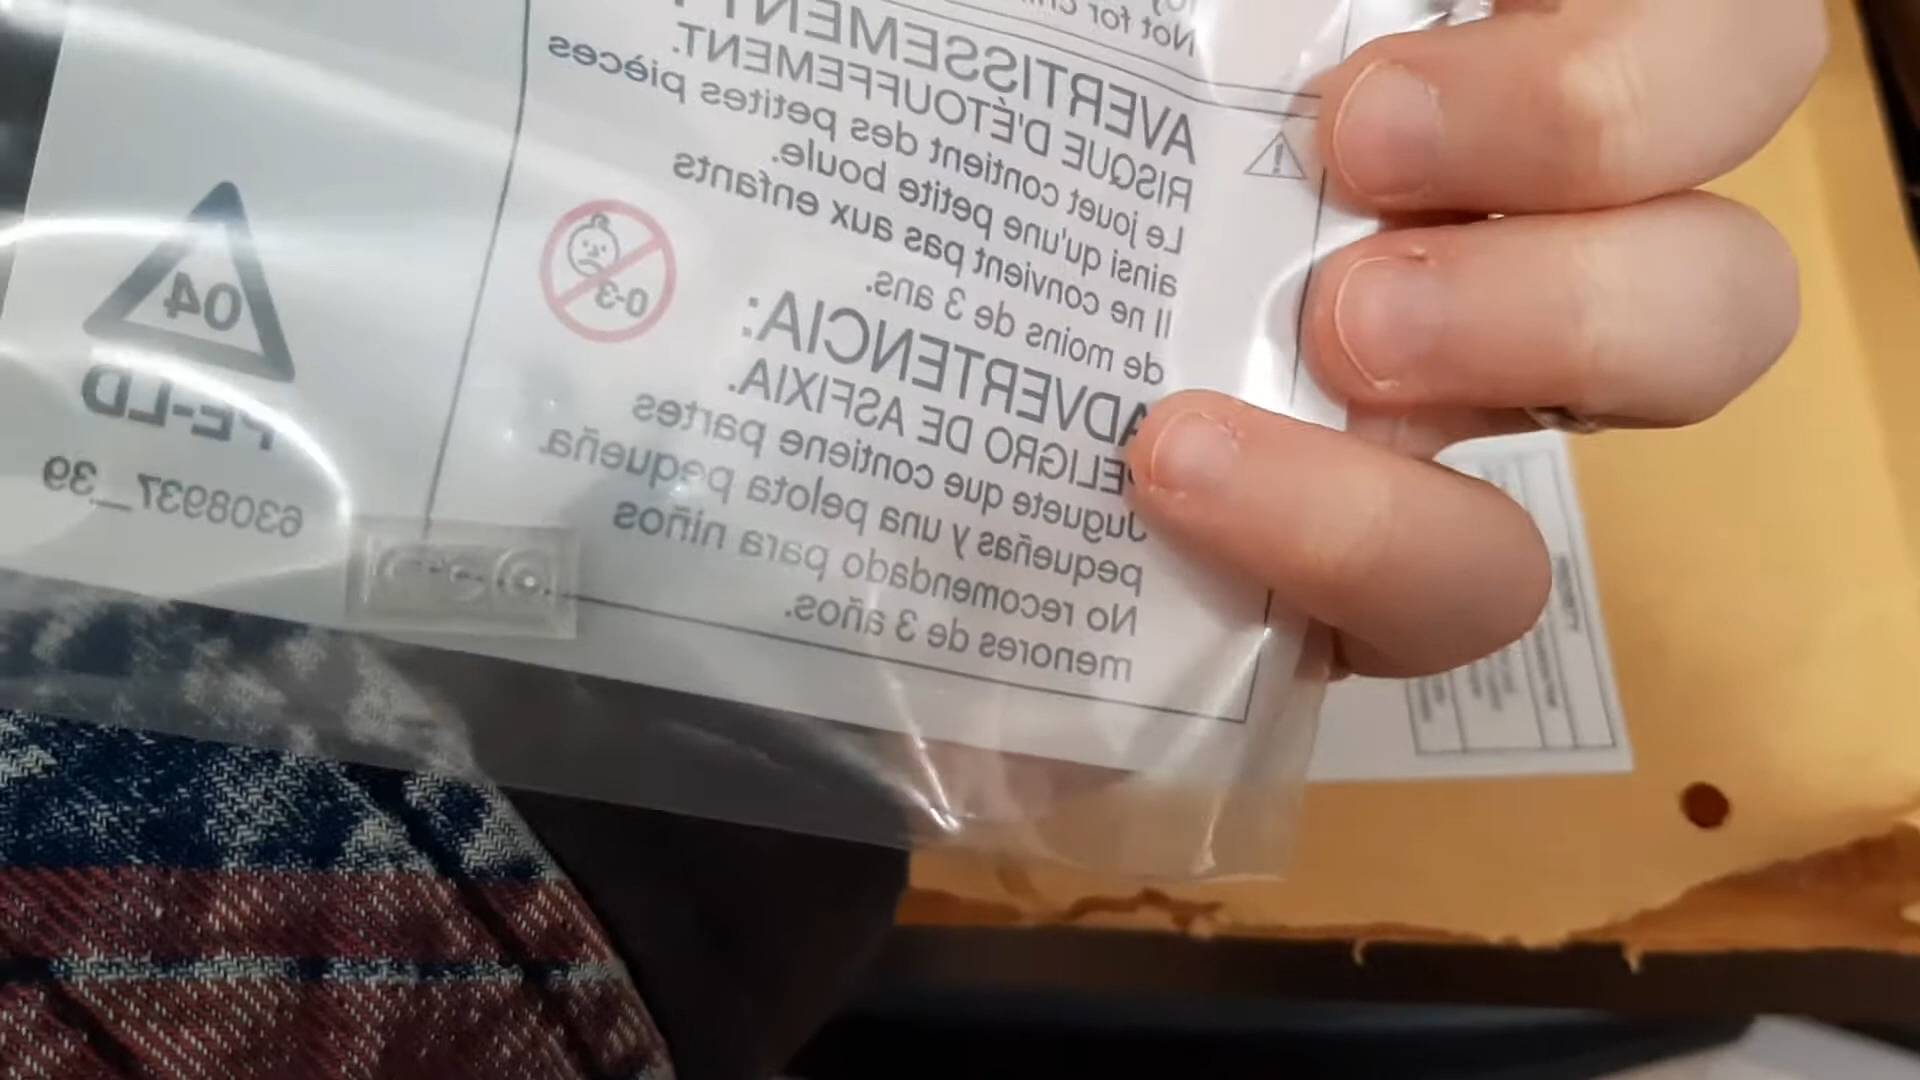 Not for
AVERTISSEMENT
RISQUE D'ÉTOUFFEMENT.
Le jouet contient des petites pièces
ainsi qu'une petite boule.
Il ne convient pas aux enfants
de moins de 3 ans.
ADVERTENCIA:
PELIGRO DE ASFIXIA.
Juguete que contiene partes
pequeñas y una pelota pequeña.
No recomendado para niños
menores de 3 años.
0-3
04
PE-LD
6308937_39